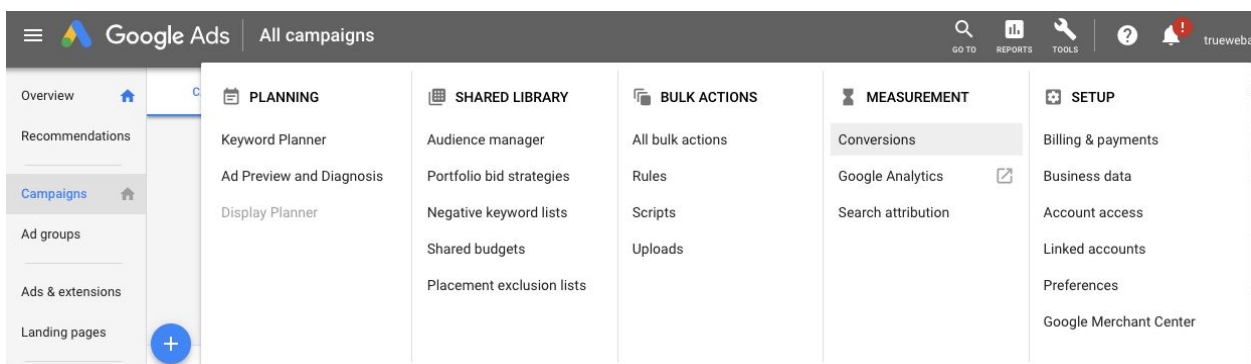 Google Ads All campaigns
GO TO REPORTS TOOLS
Overview
Recommendations
Campaigns
Ad groups
Ads & extensions
Landing pages
PLANNING
Keyword Planner
Ad Preview and Diagnosis
Display Planner
SHARED LIBRARY
Audience manager
Portfolio bid strategies
Negative keyword lists
Shared budgets
Placement exclusion lists
BULK ACTIONS
All bulk actions
Rules
Scripts
Uploads
MEASUREMENT
Conversions
Google Analytics
Search attribution
SETUP
Billing & payments
Business data
Account access
Linked accounts
Preferences
Google Merchant Center